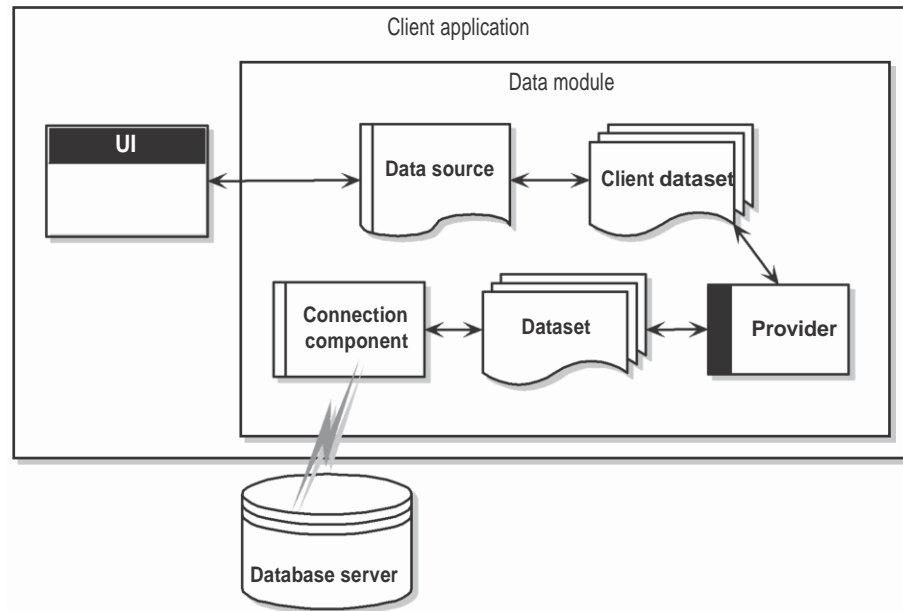 Client application
Data module
UI
Data source
Client dataset
Connection
component
Dataset
Provider
Database server